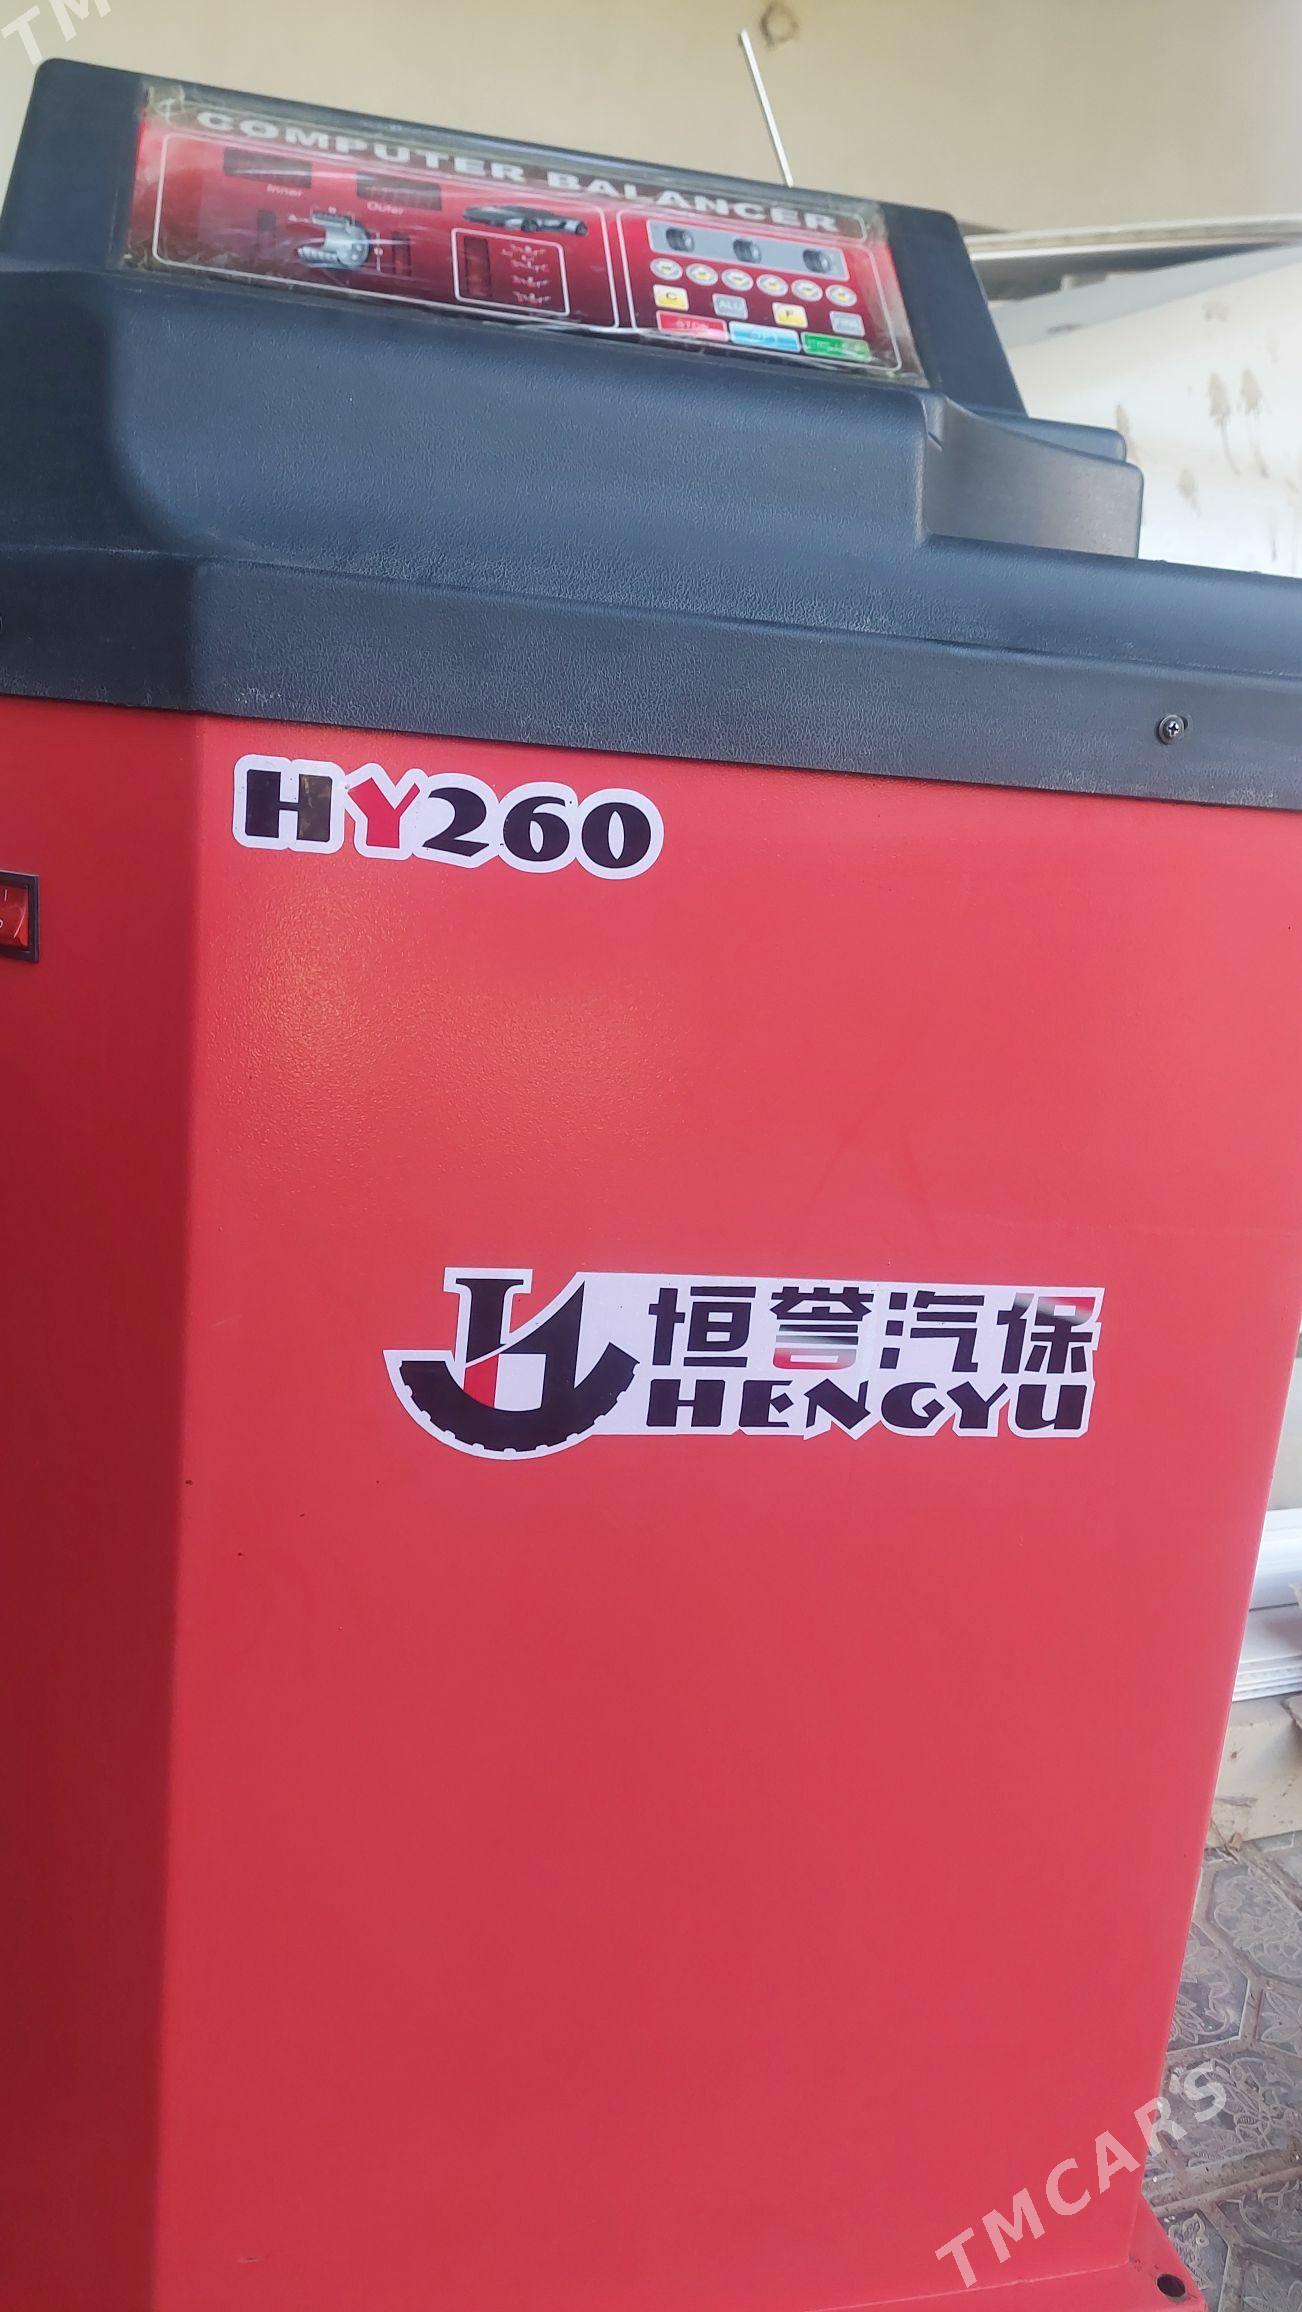 TM
COMPUTER BALANCER
Inner
Outer
C
ALU
F
STOP
HY260
恒誉汽保
HENGYU
TMCARS